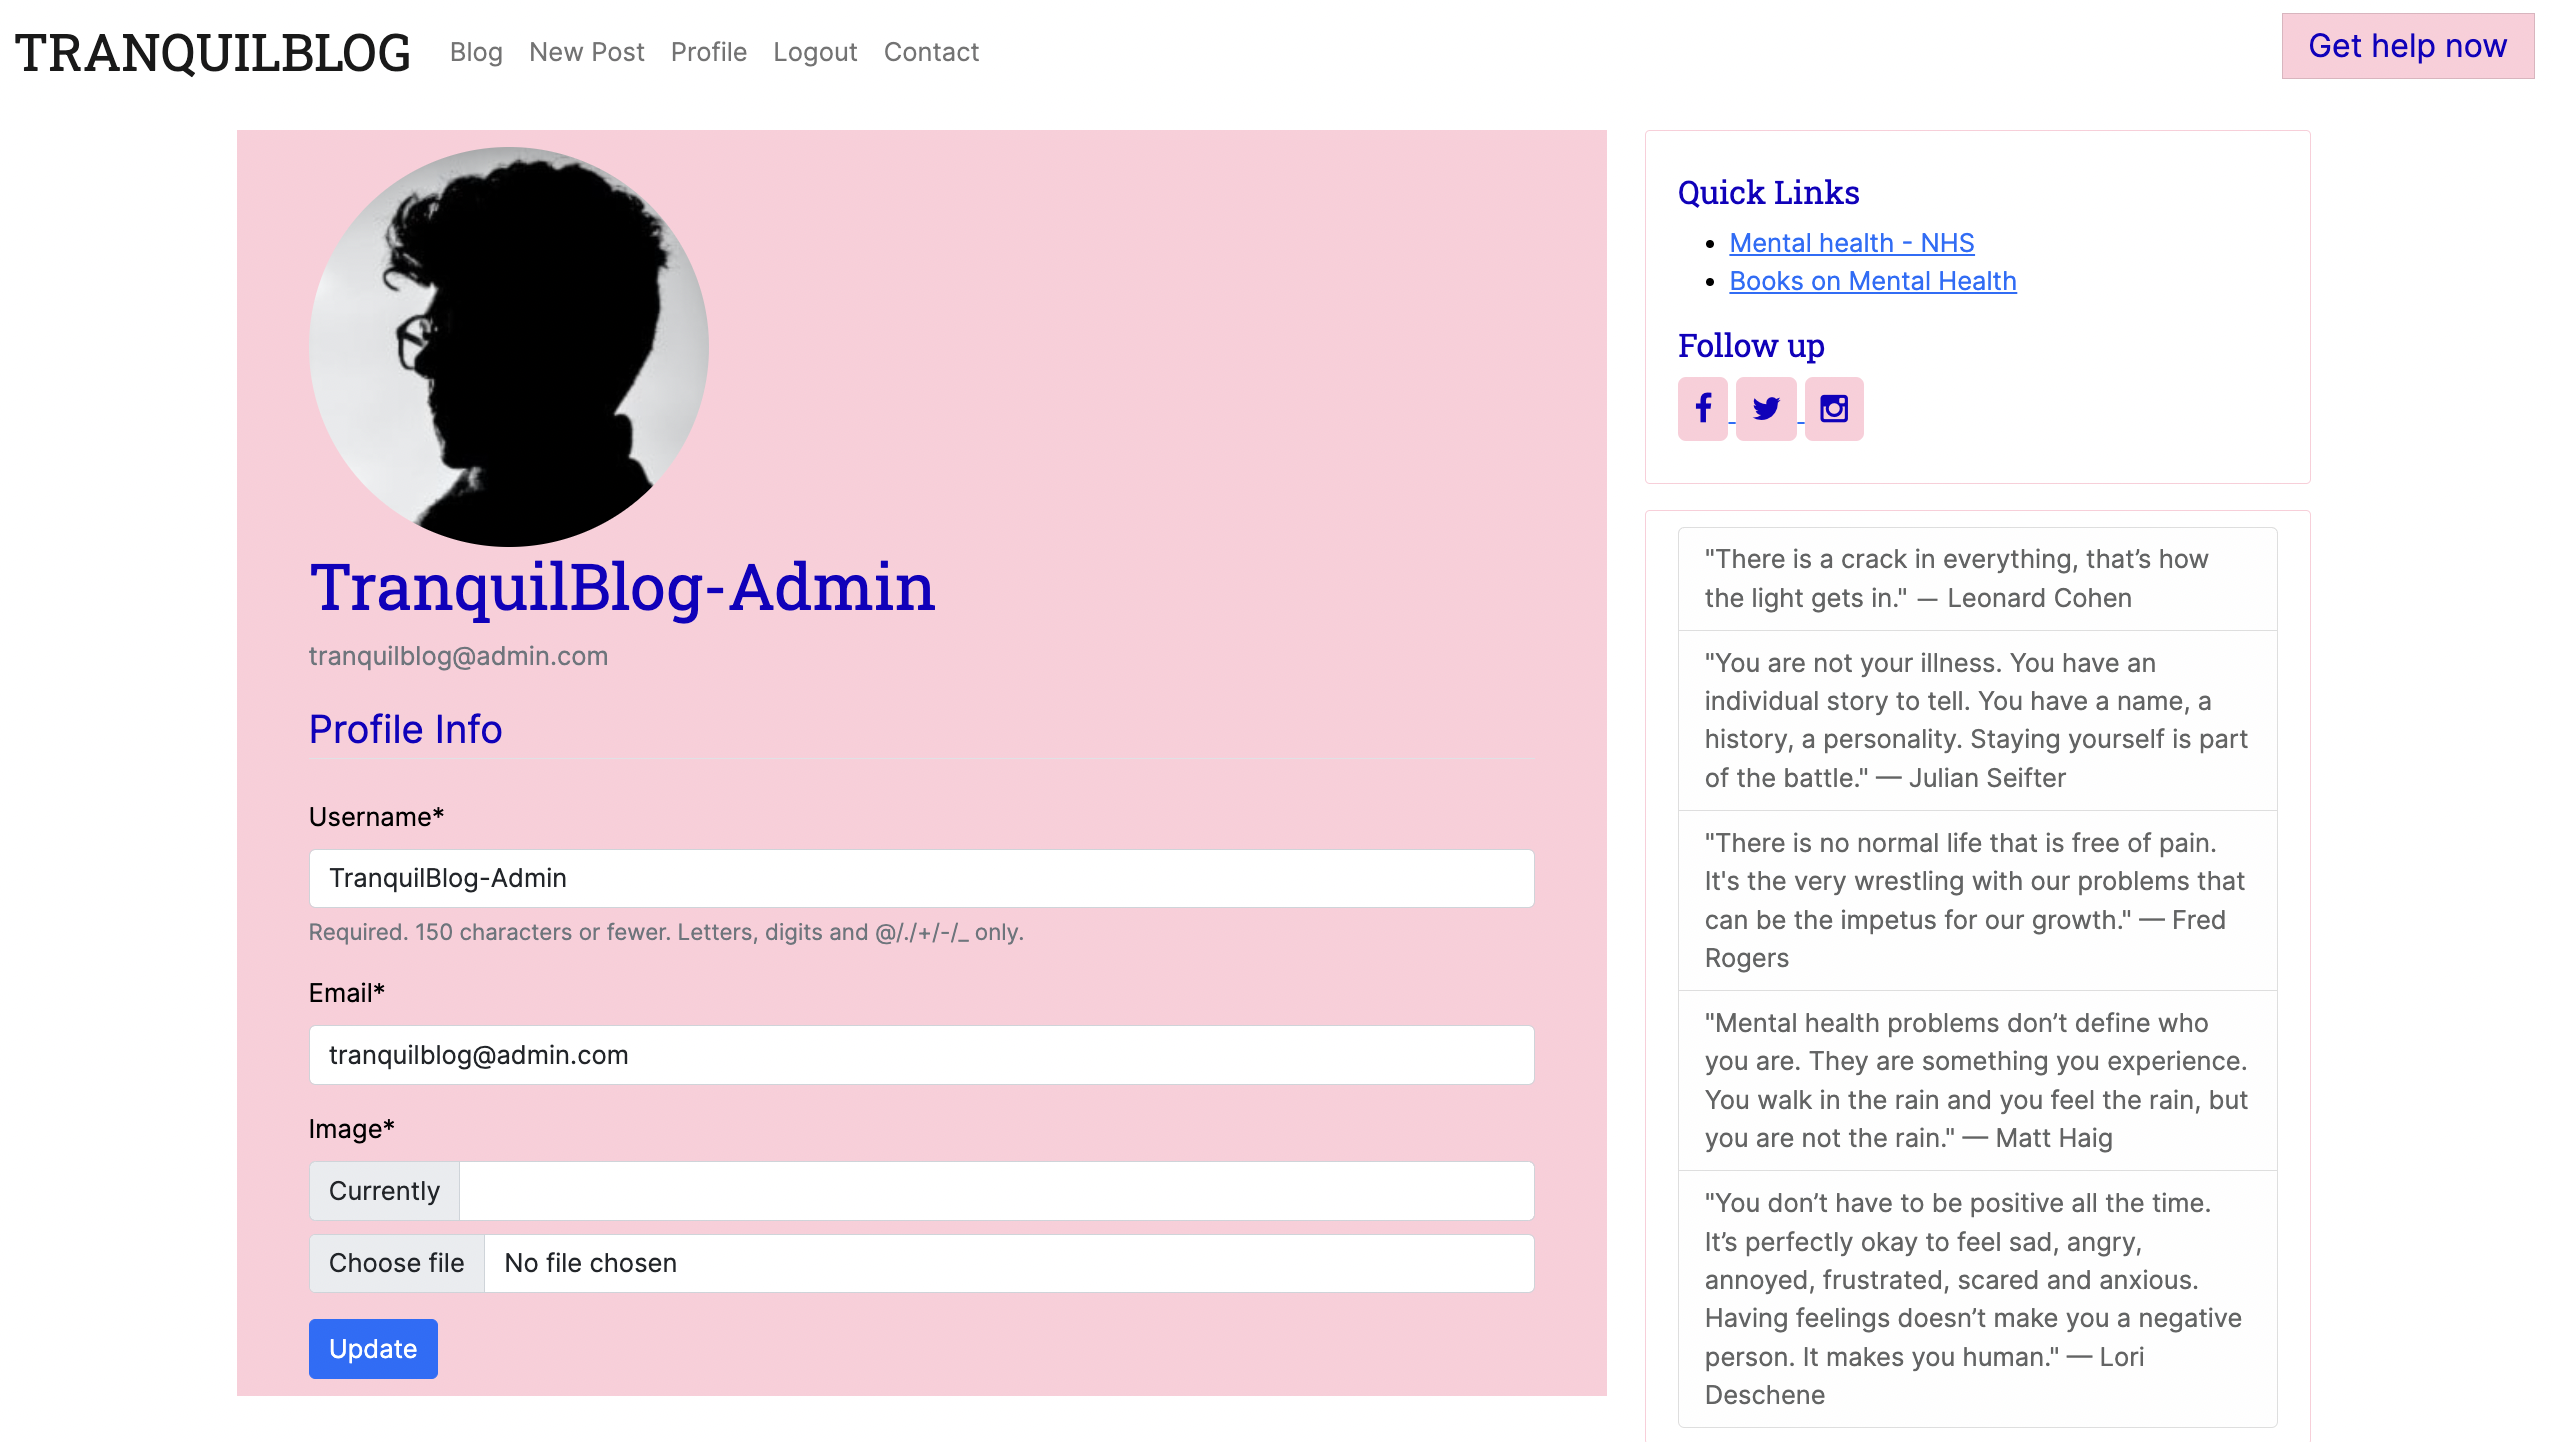 TRANQUILBLOG
Blog
New Post
Profile
Logout
Contact
Get help now
TranquilBlog-Admin
tranquilblog@admin.com
Profile Info
Username*
TranquilBlog-Admin
Required. 150 characters or fewer. Letters, digits and @/./+/-/_ only.
Email*
tranquilblog@admin.com
Image*
Currently
Choose file
No file chosen
Update
Quick Links
Mental health - NHS
Books on Mental Health
Follow up
"There is a crack in everything, that’s how
the light gets in." — Leonard Cohen
"You are not your illness. You have an
individual story to tell. You have a name, a
history, a personality. Staying yourself is part
of the battle." — Julian Seifter
"There is no normal life that is free of pain.
It's the very wrestling with our problems that
can be the impetus for our growth." — Fred
Rogers
"Mental health problems don’t define who
you are. They are something you experience.
You walk in the rain and you feel the rain, but
you are not the rain." — Matt Haig
"You don’t have to be positive all the time.
It’s perfectly okay to feel sad, angry,
annoyed, frustrated, scared and anxious.
Having feelings doesn’t make you a negative
person. It makes you human." — Lori
Deschene